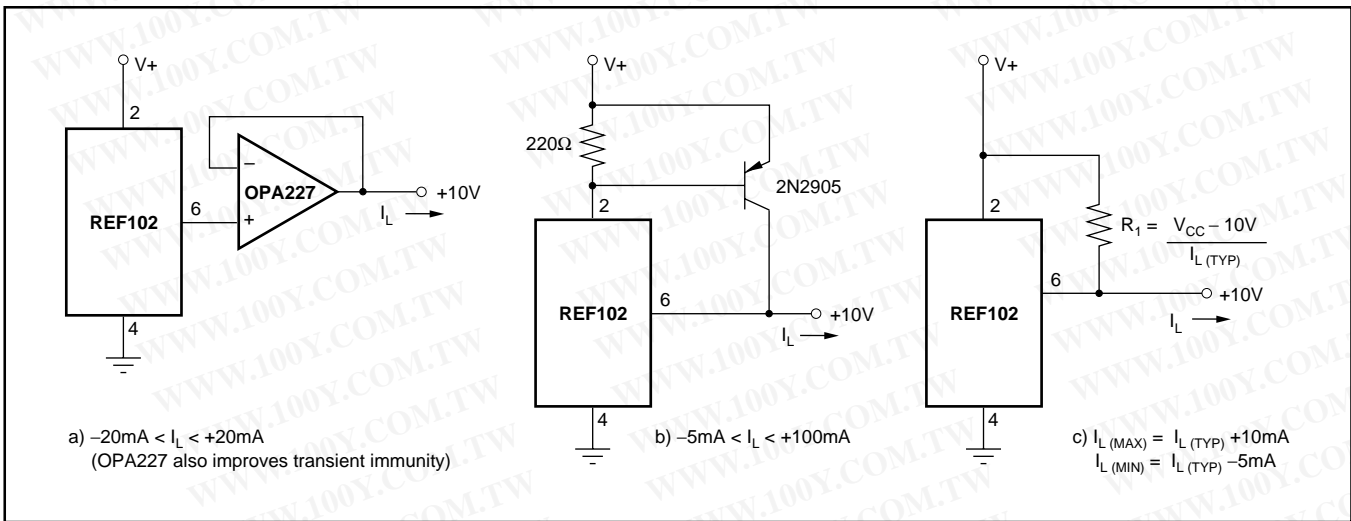 V+
2
REF102
6
4
−
+
OPA227
+10V
I_L
a) –20mA < I_L < +20mA
(OPA227 also improves transient immunity)
V+
220Ω
2N2905
2
REF102
6
+10V
I_L
4
b) –5mA < I_L < +100mA
V+
2
R_1 = V_CC – 10V
I_L (TYP)
REF102
6
+10V
I_L
4
c) I_L (MAX) = I_L (TYP) +10mA
I_L (MIN) = I_L (TYP) –5mA
WWW.100Y.COM.TW